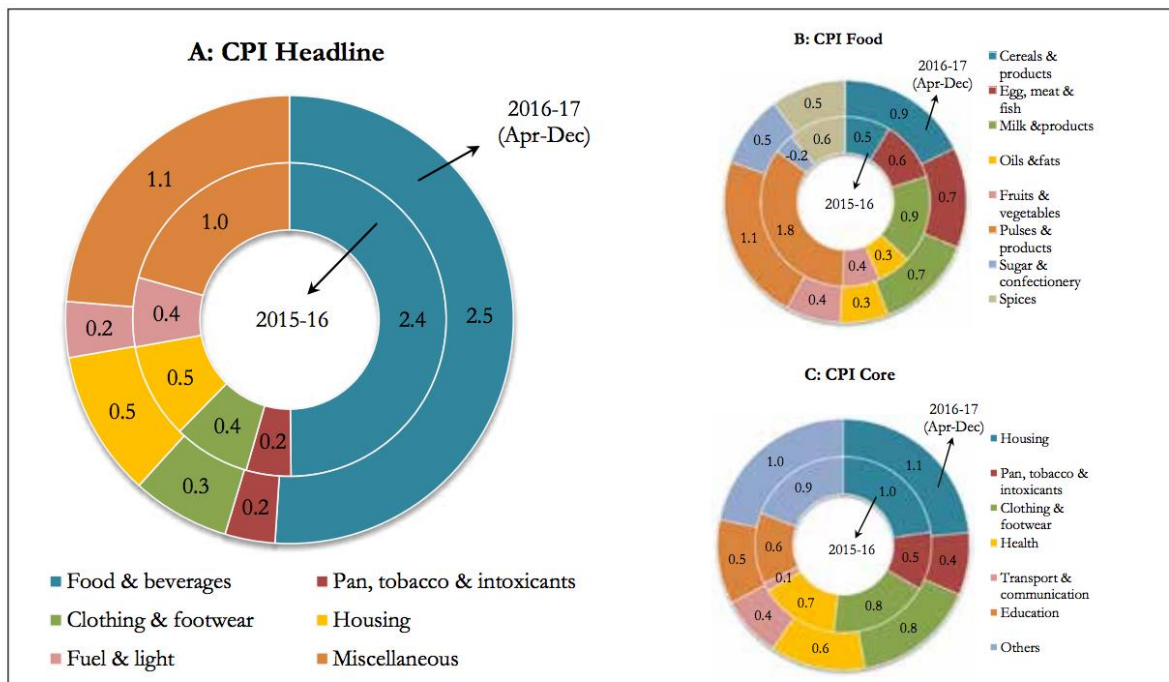 A: CPI Headline
2016-17
(Apr-Dec)
1.1
1.0
0.2
0.4
2015-16
2.4
2.5
0.5
0.5
0.4
0.2
0.3
0.2
Food & beverages
Pan, tobacco & intoxicants
Clothing & footwear
Housing
Fuel & light
Miscellaneous
B: CPI Food
2016-17
(Apr-Dec)
0.5
0.9
0.5
0.6
0.5
-0.2
0.6
2015-16
0.7
0.9
1.1
1.8
0.3
0.4
0.7
0.4
0.3
Cereals &
products
Egg, meat &
fish
Milk &products
Oils &fats
Fruits &
vegetables
Pulses &
products
Sugar &
confectionery
Spices
C: CPI Core
2016-17
(Apr-Dec)
1.0
1.1
0.9
1.0
2015-16
0.6
0.5
0.5
0.4
0.1
0.7
0.8
0.4
0.6
0.8
Housing
Pan, tobacco &
intoxicants
Clothing &
footwear
Health
Transport &
communication
Education
Others